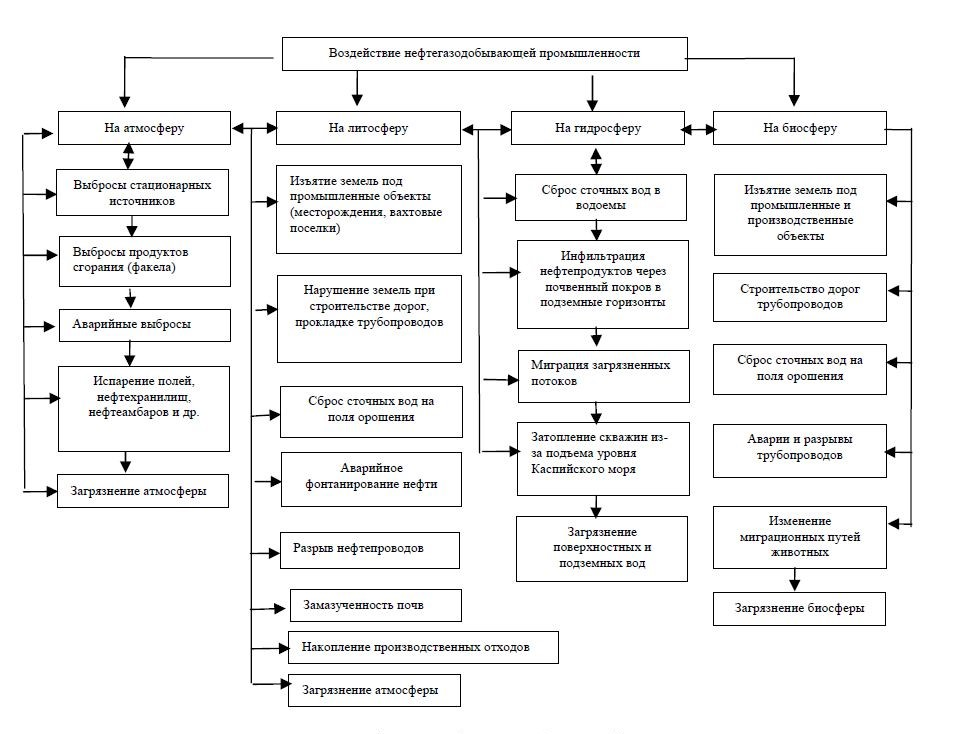 Воздействие нефтегазодобывающей промышленности
На атмосферу
На литосферу
На гидросферу
На биосферу
Выбросы стационарных
источников
Выбросы продуктов
сгорания (факела)
Аварийные выбросы
Испарение полей,
нефтехранилиш,
нефтеамбаров и др.
Загрязнение атмосферы
Изъятие земель под
промышленные объекты
(месторождения, вахтовые
поселки)
Нарушение земель при
строительстве дорог,
прокладке трубопроводов
Сброс сточных вод на
поля орошения
Аварийное
фонтанирование нефти
Разрыв нефтепроводов
Замазученность почв
Накопление производственных отходов
Загрязнение атмосферы
Сброс сточных вод в
водоемы
Инфильтрация
нефтепродуктов через
почвенный покров в
подземные горизонты
Миграция загрязненных
потоков
Затопление скважин из-
за подъема уровня
Каспийского моря
Загрязнение
поверхностных и
подземных вод
Изъятие земель под
промышленные и
производственные
объекты
Строительство дорог
трубопроводов
Сброс сточных вод на
поля орошения
Аварии и разрывы
трубопроводов
Изменение
миграционных путей
животных
Загрязнение биосферы